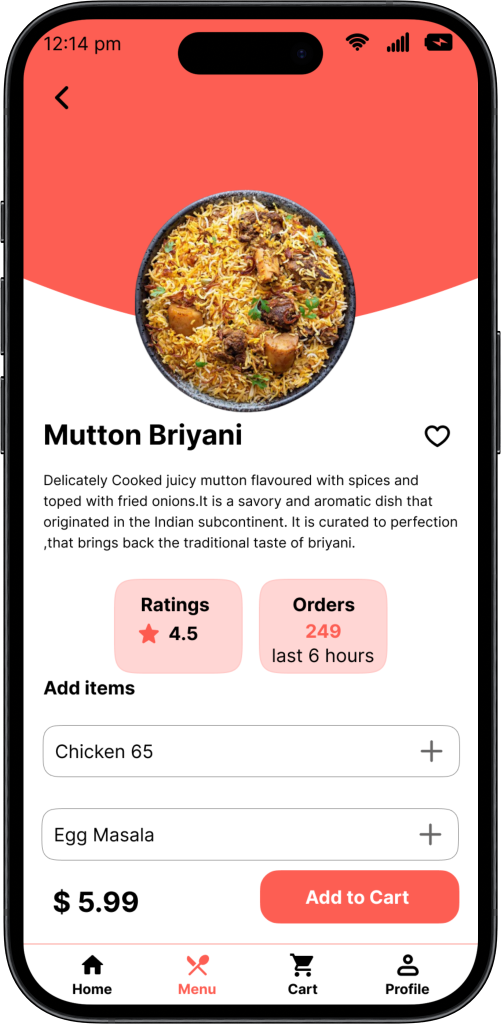 12:14 pm
Mutton Briyani
Delicately Cooked juicy mutton flavoured with spices and
toped with fried onions.It is a savory and aromatic dish that
originated in the Indian subcontinent. It is curated to perfection
,that brings back the traditional taste of briyani.
Ratings
4.5
Orders
249
last 6 hours
Add items
Chicken 65
Egg Masala
$ 5.99
Add to Cart
Home
Menu
Cart
Profile